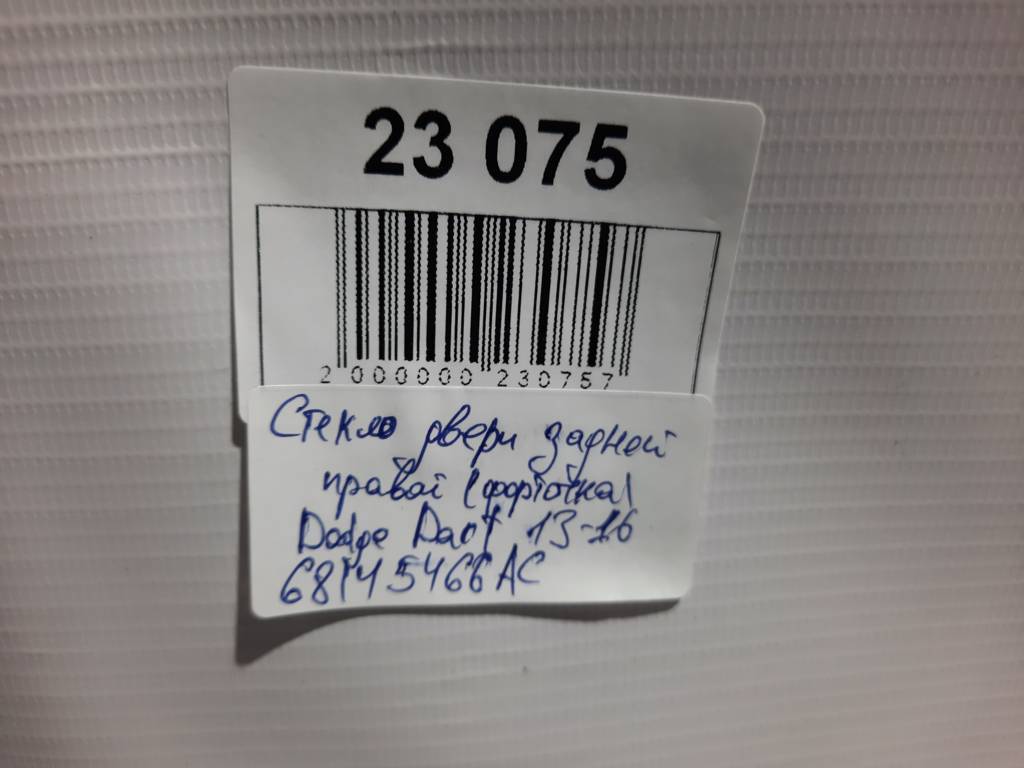 23 075
2 000000 230757
Стекло двери задней
правой (форточка)
Dodge Dart 13-16
68145466AC